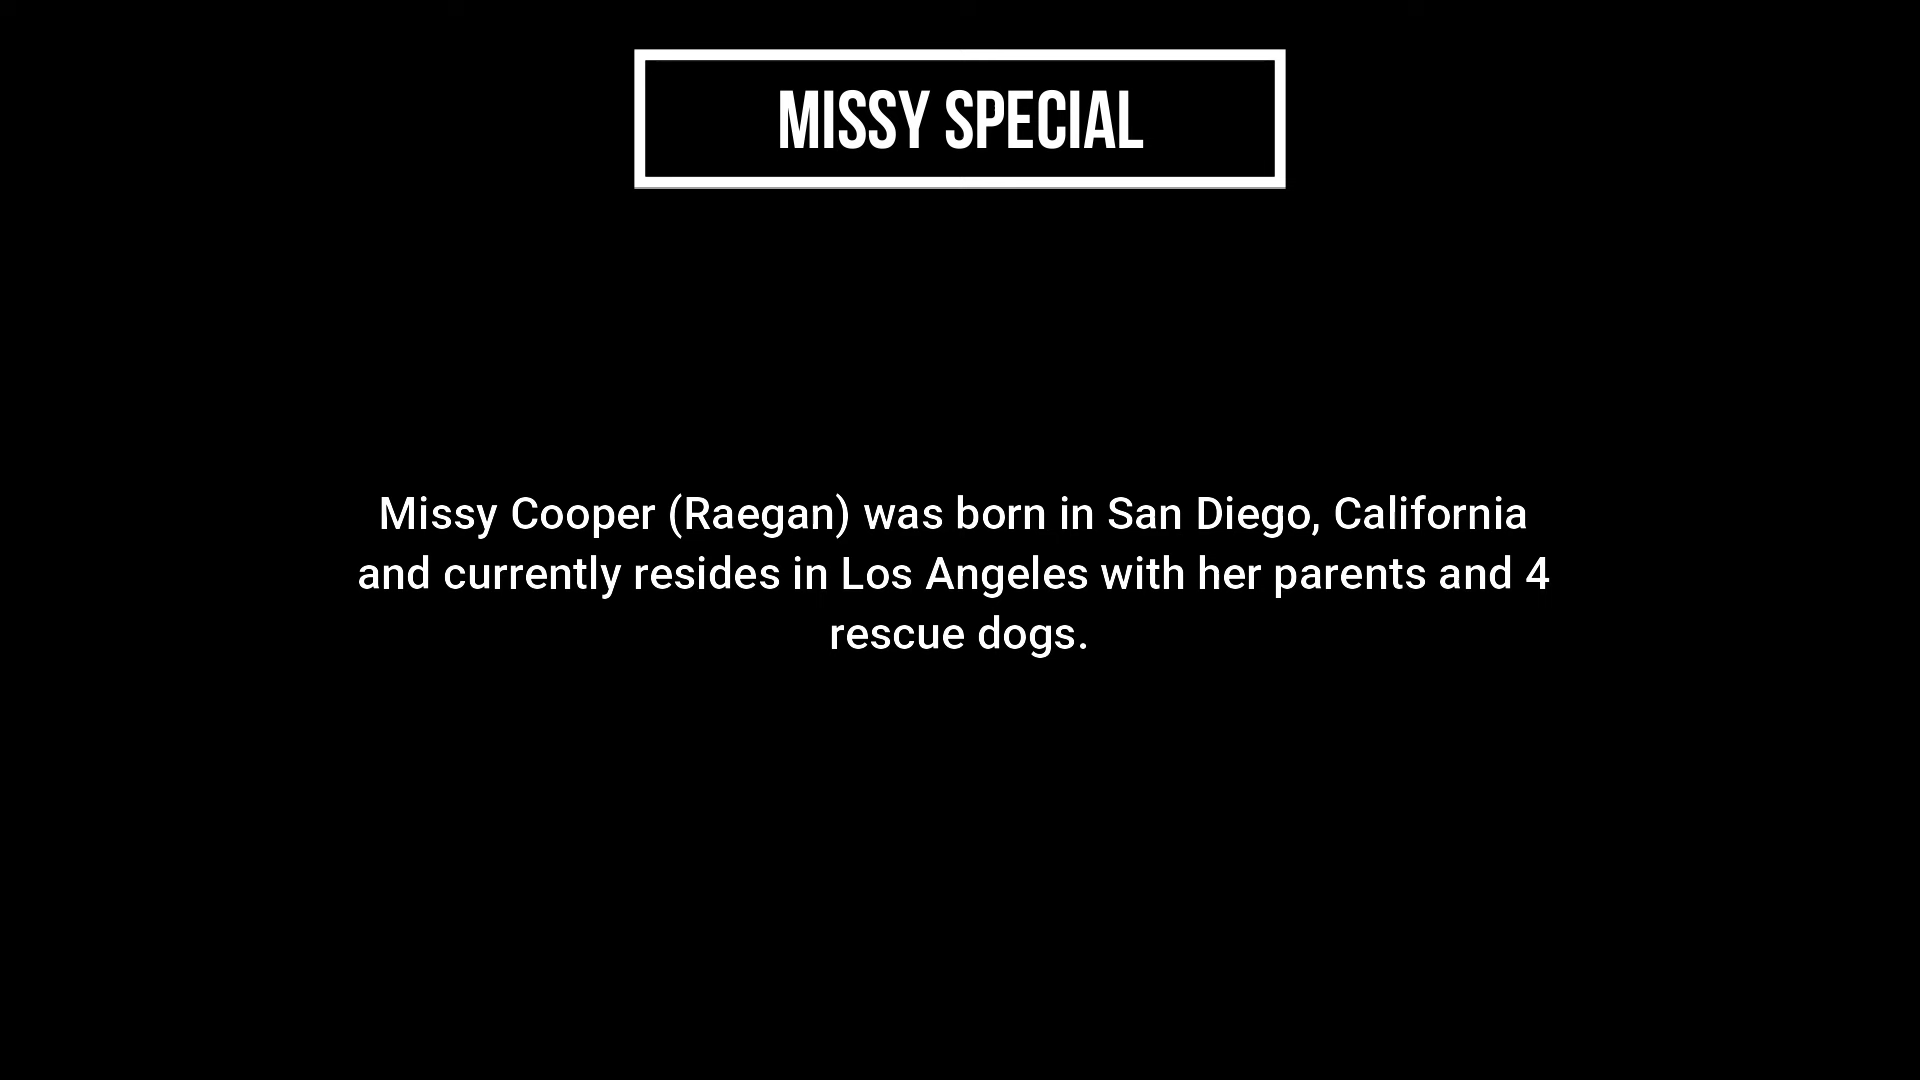 MISSY SPECIAL
Missy Cooper (Raegan) was born in San Diego, California
and currently resides in Los Angeles with her parents and 4
rescue dogs.